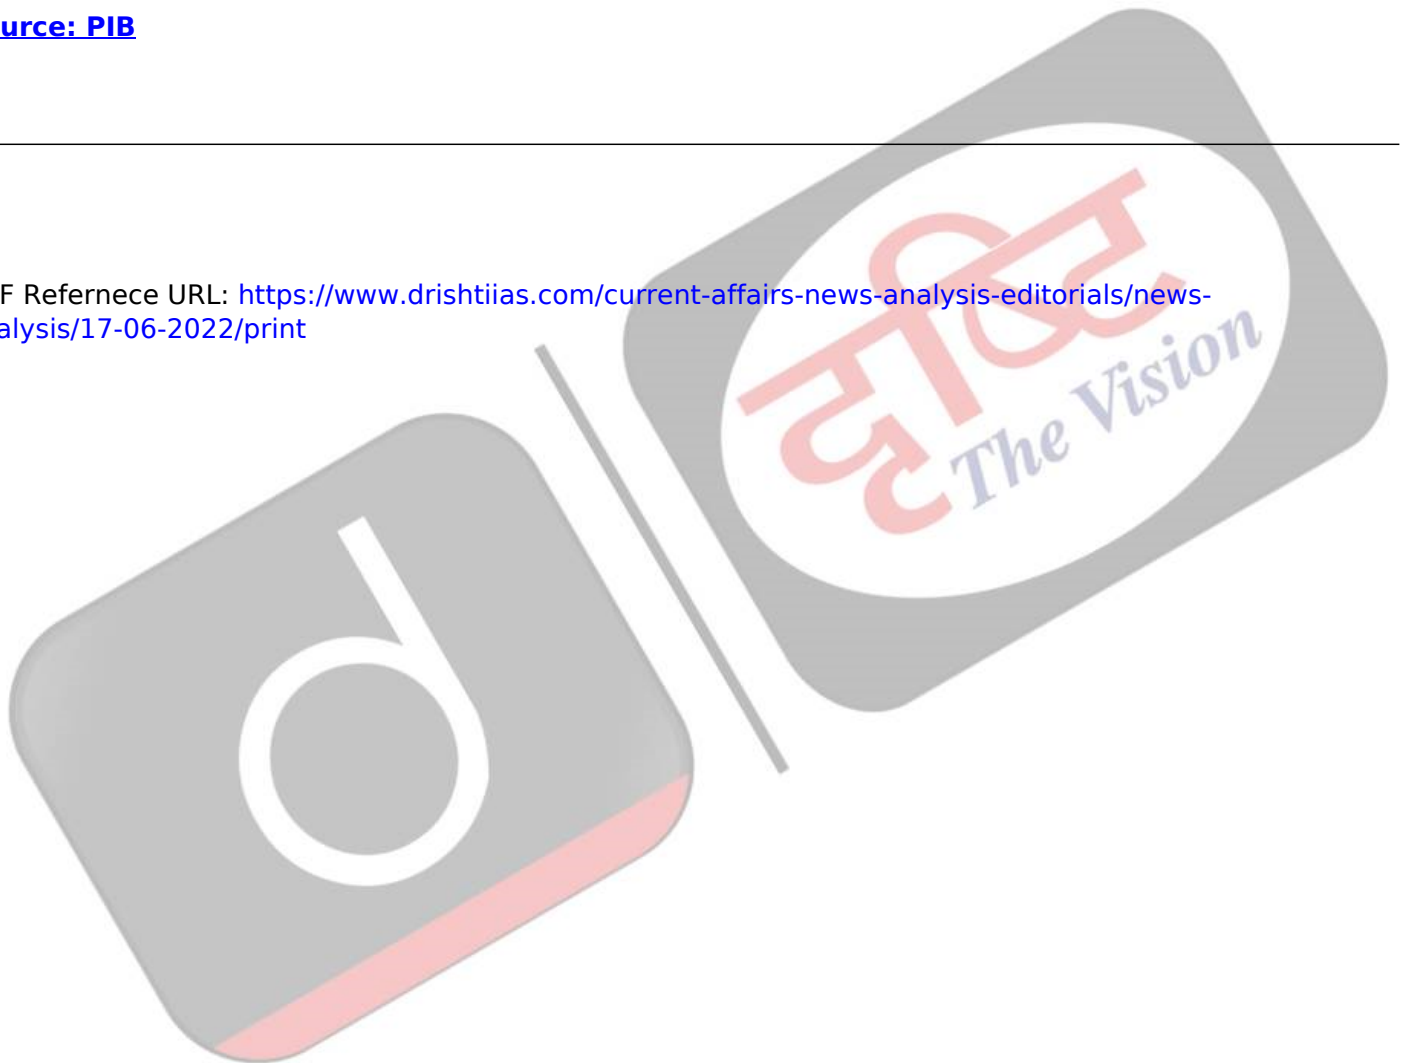 urce: PIB
F Refernece URL: https://www.drishtiias.com/current-affairs-news-analysis-editorials/news-
alysis/17-06-2022/print
दृष्टि
The Vision
d